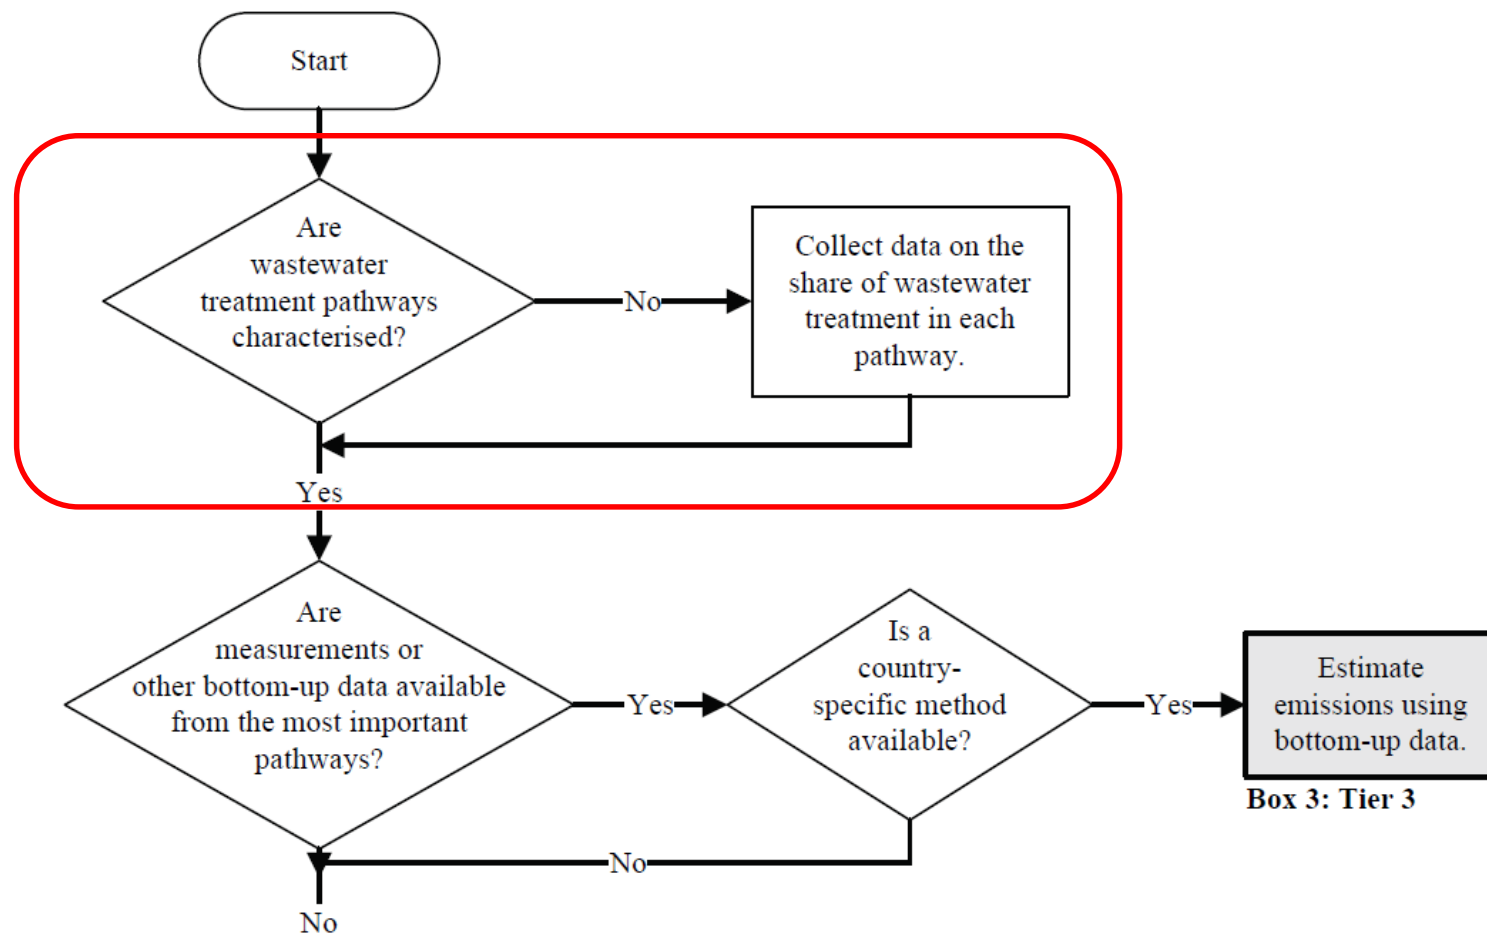 Start
Are
wastewater
treatment pathways
characterised?
No
Collect data on the
share of wastewater
treatment in each
pathway.
Yes
Are
measurements or
other bottom-up data available
from the most important
pathways?
Yes
Is a
country-
specific method
available?
Yes
Estimate
emissions using
bottom-up data.
Box 3: Tier 3
No
No